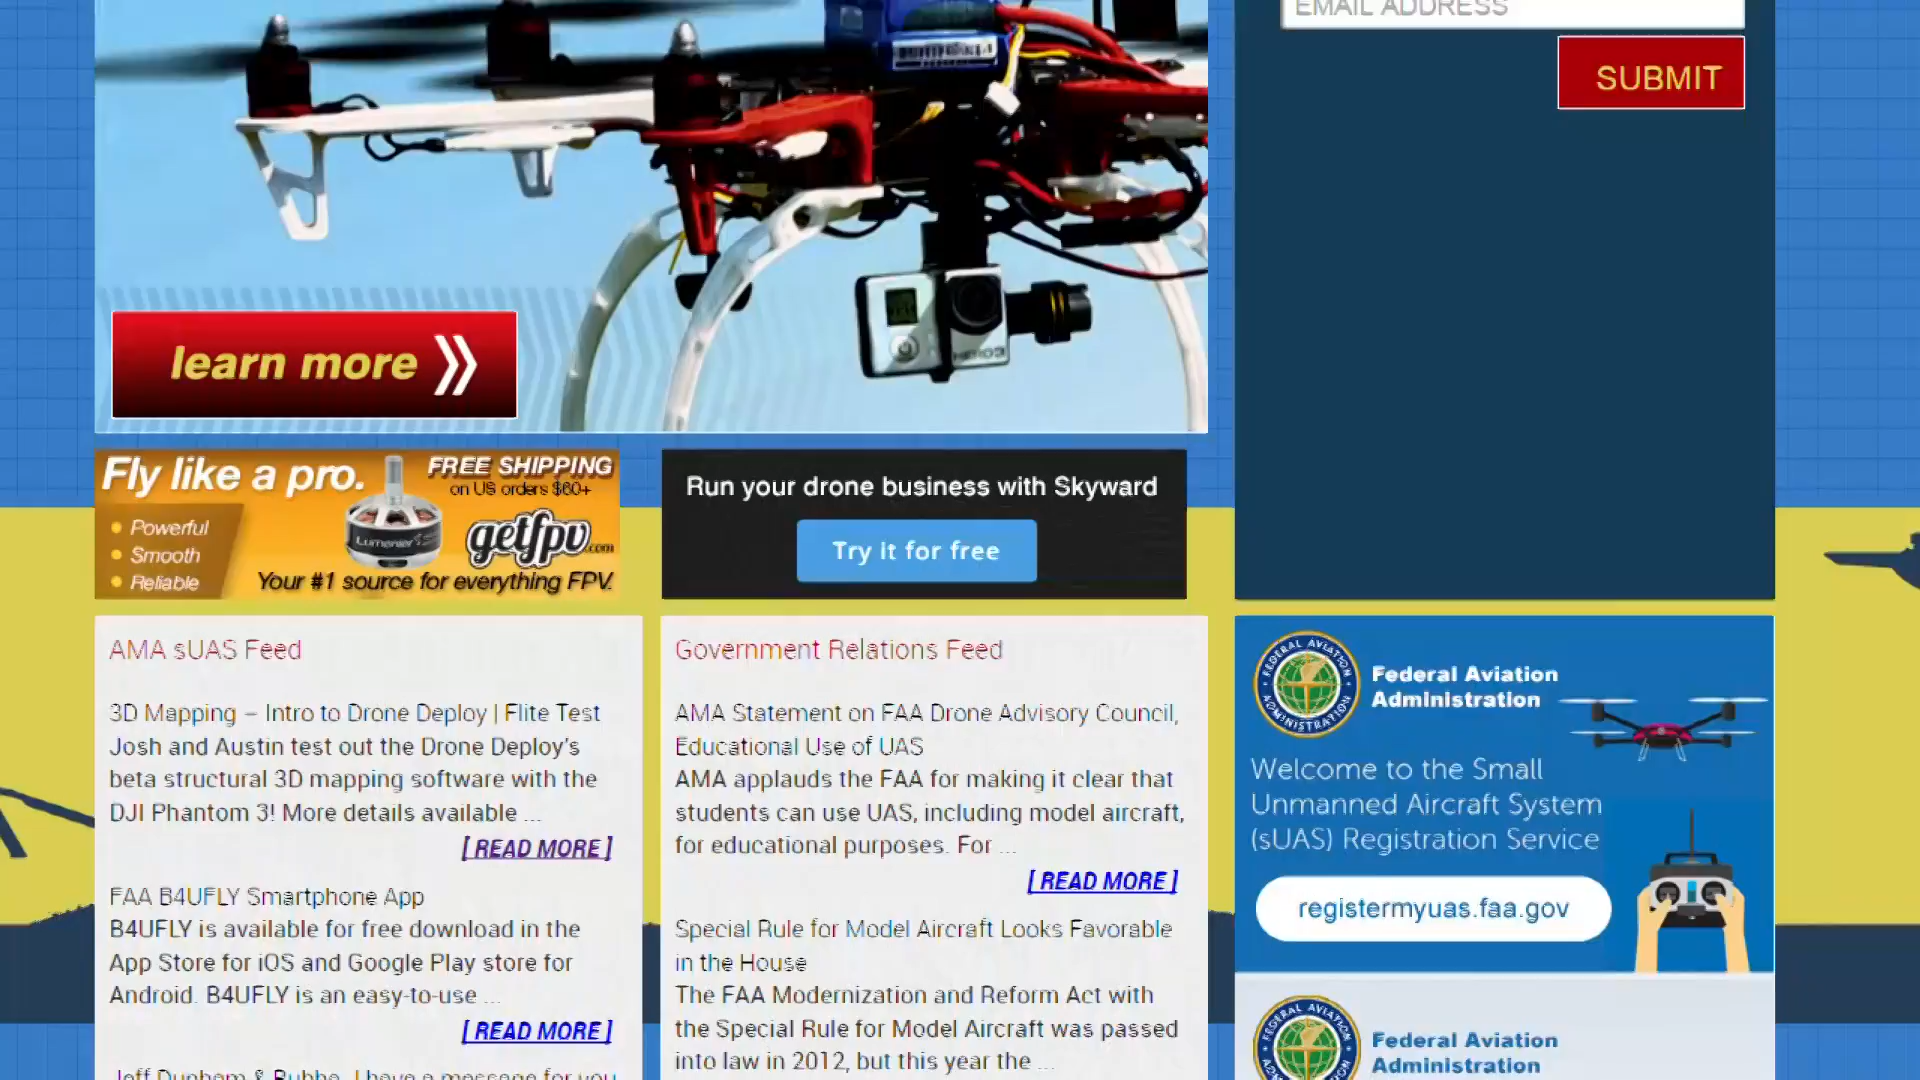 EMAIL ADDRESS
SUBMIT
HERO3
learn more
Fly like a pro.
FREE SHIPPING
on US orders $60+
Powerful
Smooth
Reliable
Lumenier
getfpv.com
Your #1 source for everything FPV.
Run your drone business with Skyward
Try it for free
AMA sUAS Feed
3D Mapping – Intro to Drone Deploy | Flite Test
Josh and Austin test out the Drone Deploy's
beta structural 3D mapping software with the
DJI Phantom 3! More details available ...
[ READ MORE ]
FAA B4UFLY Smartphone App
B4UFLY is available for free download in the
App Store for iOS and Google Play store for
Android. B4UFLY is an easy-to-use ...
[ READ MORE ]
Jeff Dunham & Bubba, I have a message for you
Government Relations Feed
AMA Statement on FAA Drone Advisory Council,
Educational Use of UAS
AMA applauds the FAA for making it clear that
students can use UAS, including model aircraft,
for educational purposes. For ...
[ READ MORE ]
Special Rule for Model Aircraft Looks Favorable
in the House
The FAA Modernization and Reform Act with
the Special Rule for Model Aircraft was passed
into law in 2012, but this year the ...
FEDERAL AVIATION
ADMINISTRATION
Federal Aviation
Administration
Welcome to the Small
Unmanned Aircraft System
(sUAS) Registration Service
registermyuas.faa.gov
FEDERAL AVIATION
Federal Aviation
Administration